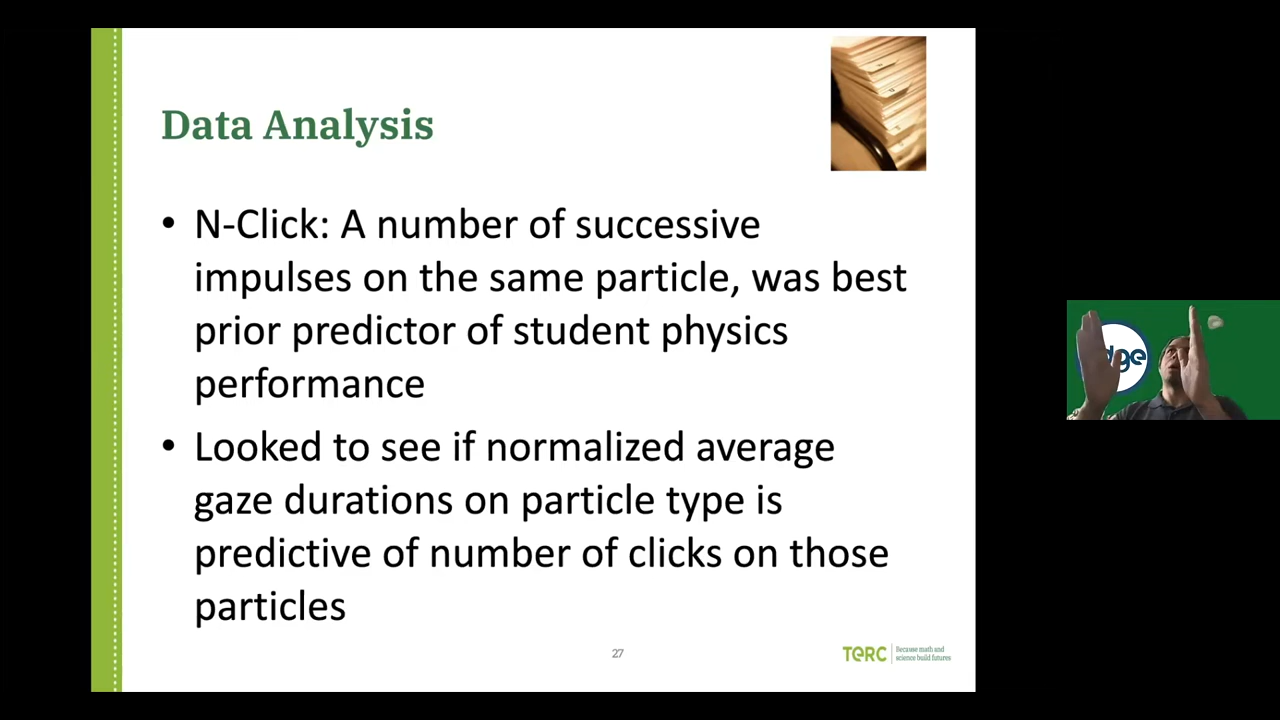 Data Analysis
• N-Click: A number of successive
impulses on the same particle, was best
prior predictor of student physics
performance
• Looked to see if normalized average
gaze durations on particle type is
predictive of number of clicks on those
particles
27
TERC
Because math and
science build futures
dge